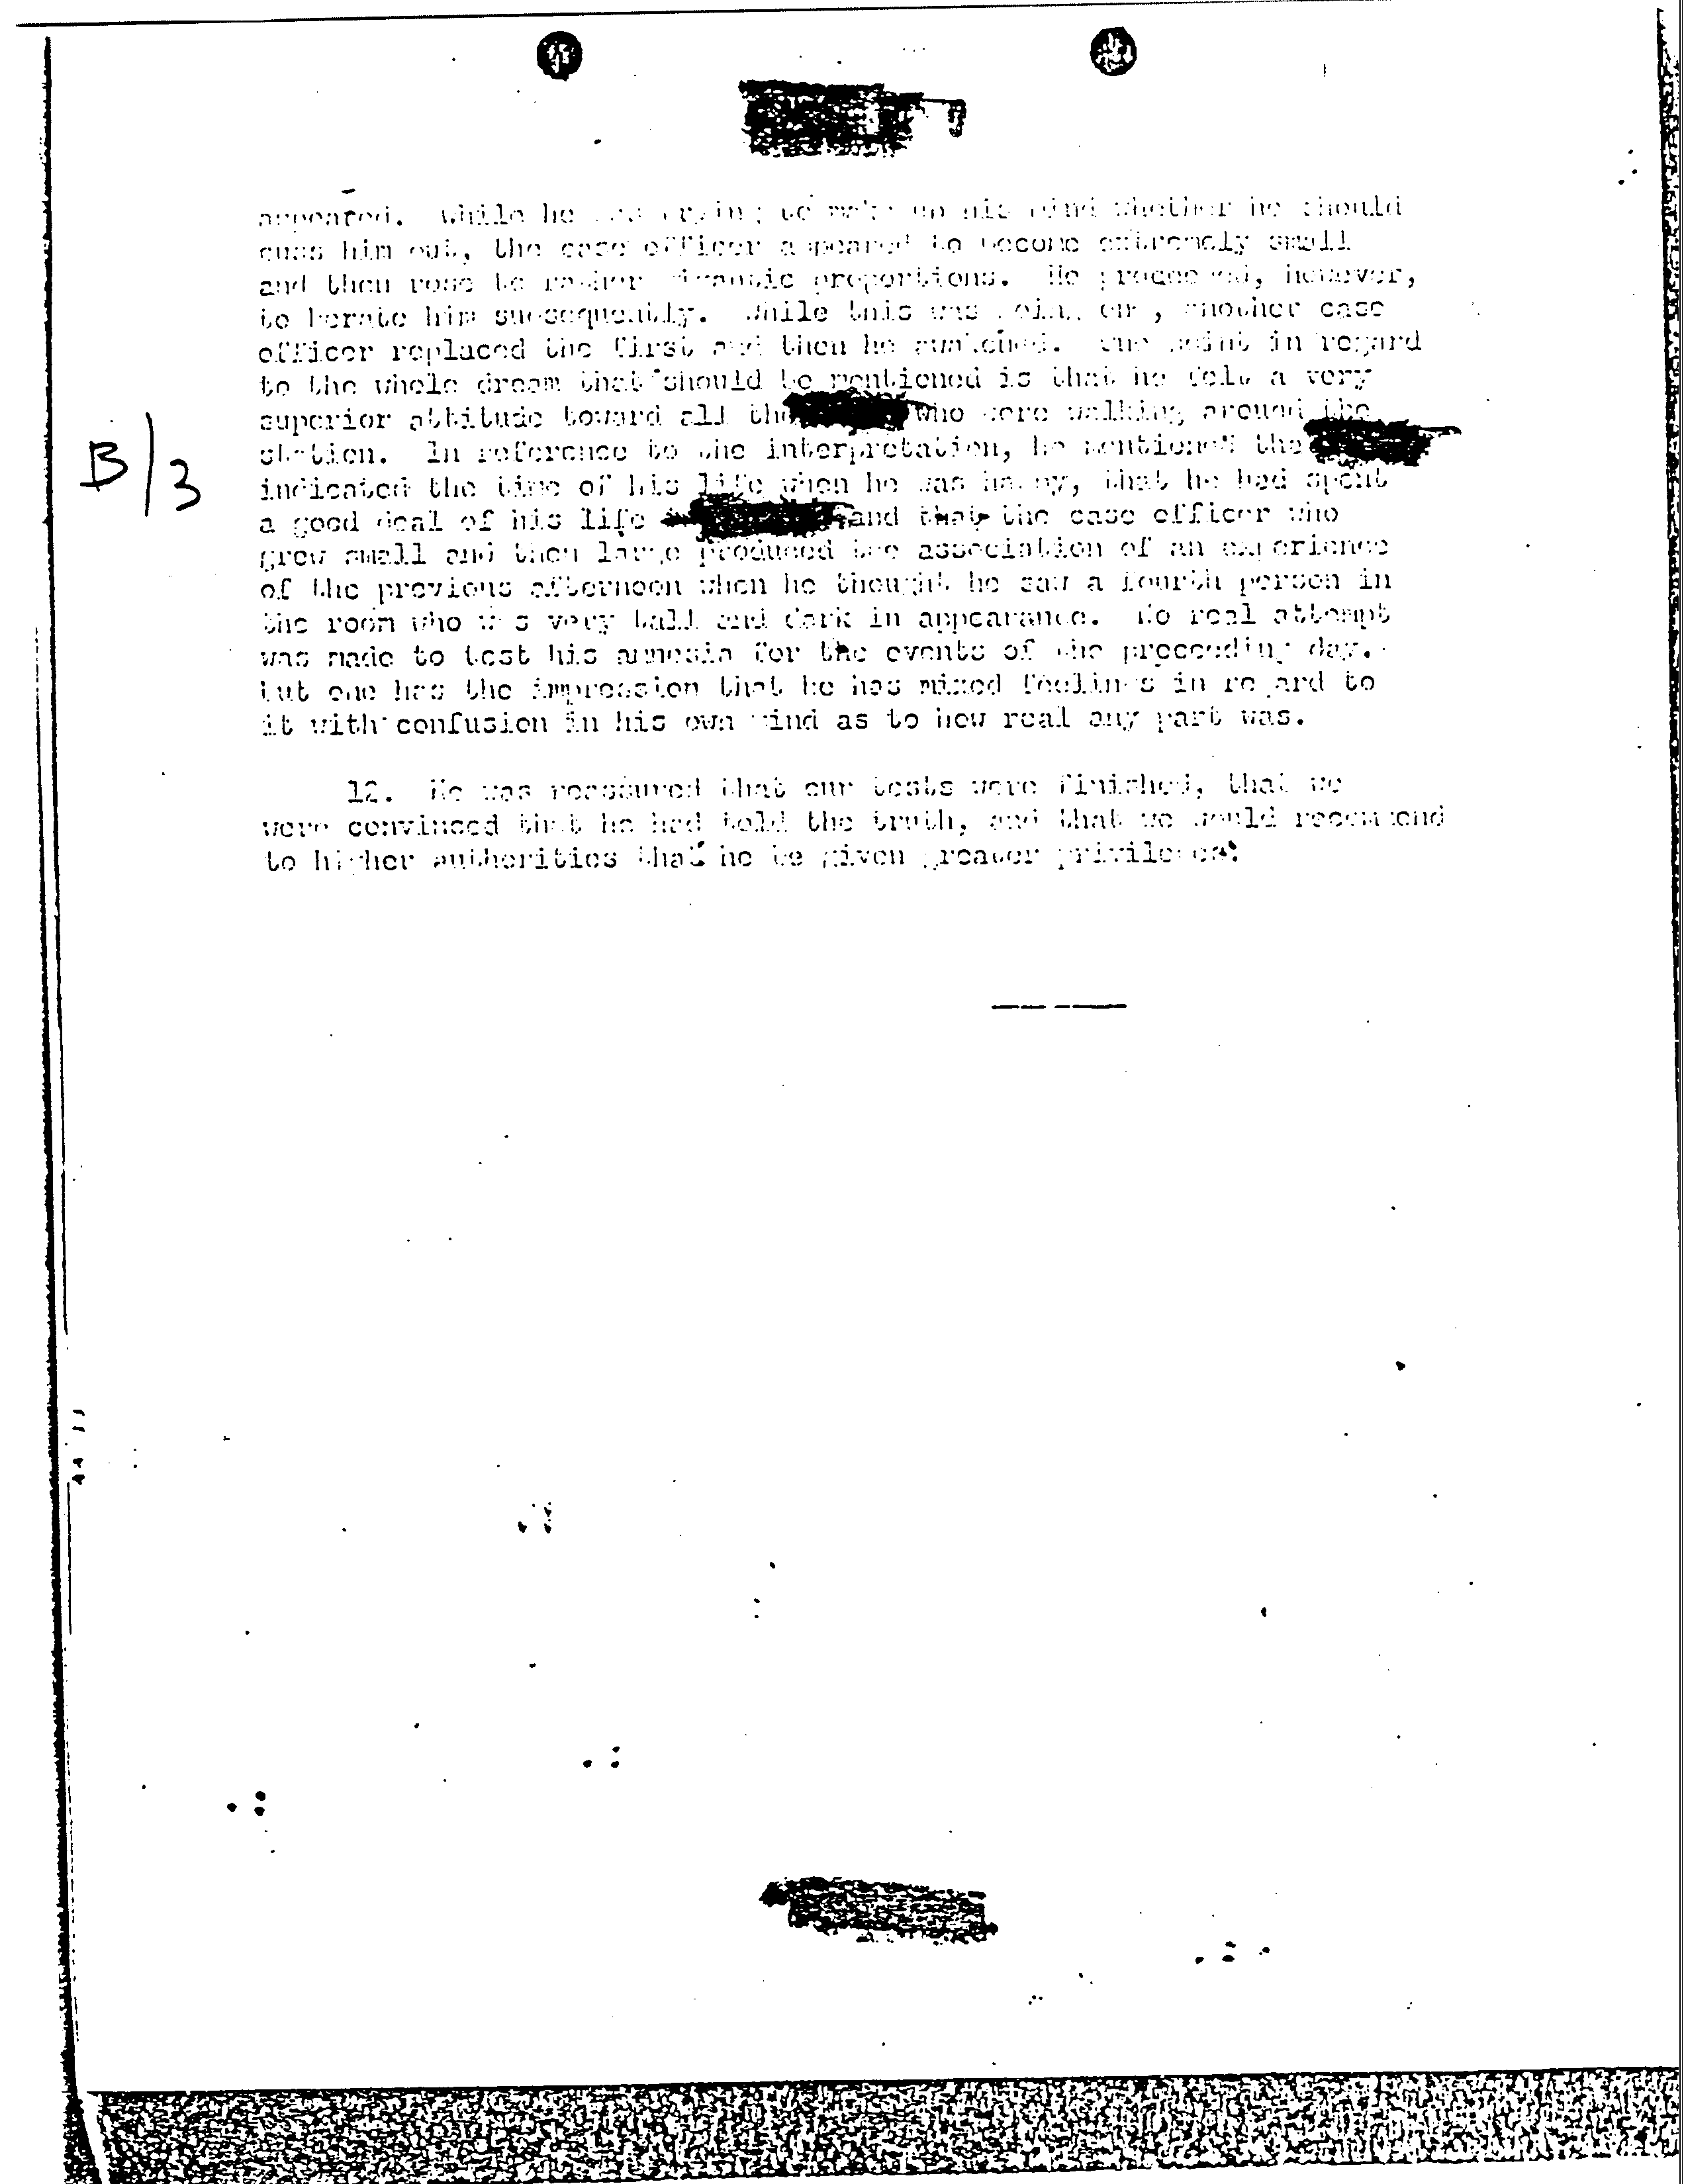 appeared. While he was trying to make up his mind whether he should
cuss him out, the case officer appeared to become extremely small
and then rose to rather gigantic proportions. He proceeded, however,
to berate him subsequently. While this was going on, another case
officer replaced the first and then he awakened. One point in regard
to the whole dream that should be mentioned is that he felt a very
superior attitude toward all the who were walking around the
station. In reference to the interpretation, he mentioned the
indicated the time of his life when he was happy, that he had spent
a good deal of his life and that the case officer who
grew small and then large produced the association of an experience
of the previous afternoon when he thought he saw a fourth person in
the room who was very tall and dark in appearance. No real attempt
was made to test his amnesia for the events of the preceeding day.
but one has the impression that he has mixed feelings in regard to
it with confusion in his own mind as to how real any part was.
B/3
12. He was reassured that our tests were finished, that we
were convinced that he had told the truth, and that we would recommend
to higher authorities that he be given greater privileges.